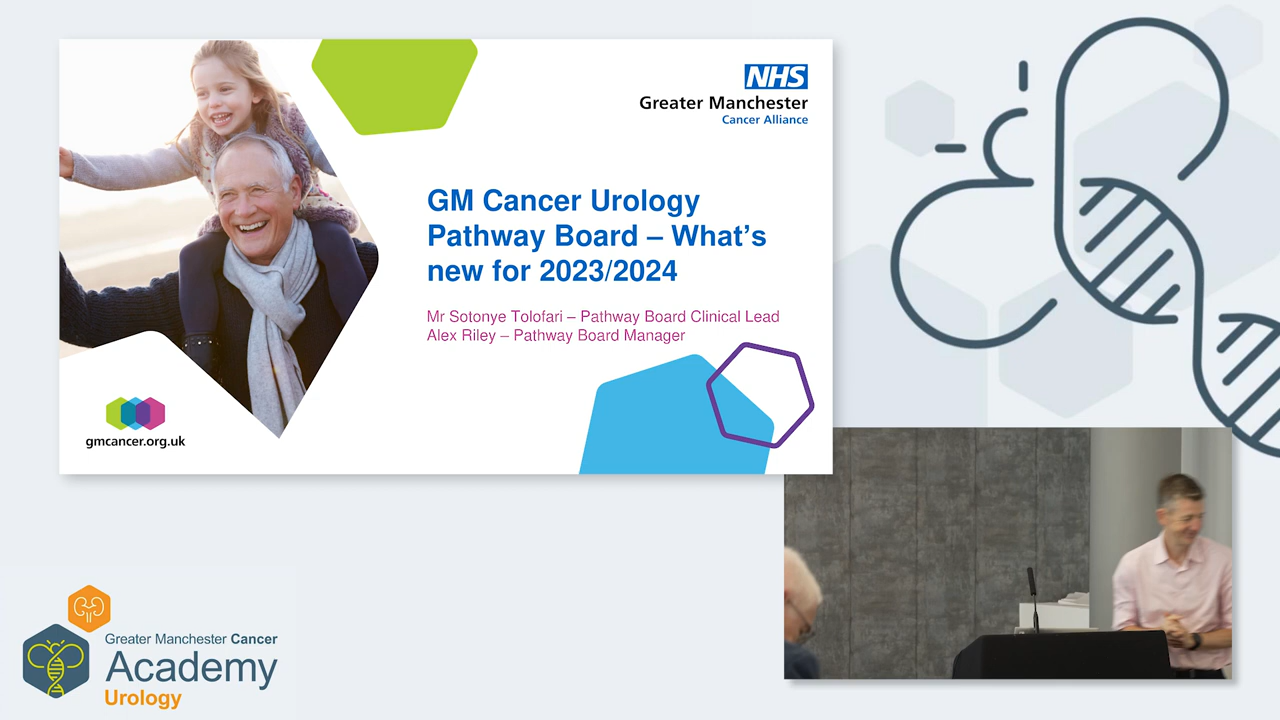 NHS
Greater Manchester
Cancer Alliance
GM Cancer Urology
Pathway Board – What's
new for 2023/2024
Mr Sotonye Tolofari – Pathway Board Clinical Lead
Alex Riley – Pathway Board Manager
gmcancer.org.uk
Greater Manchester Cancer
Academy
Urology